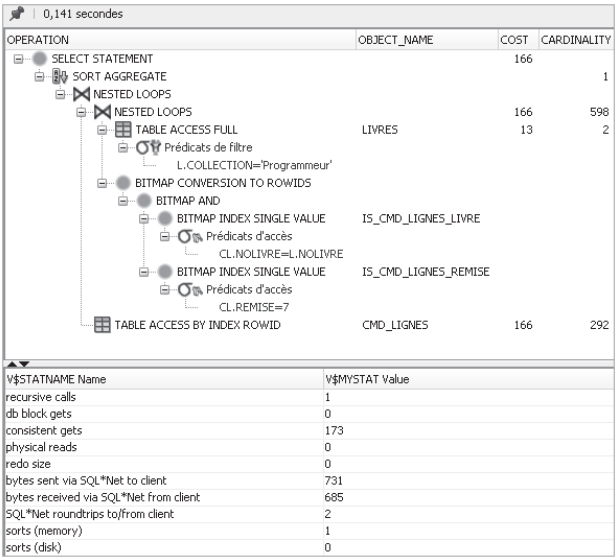 0,141 secondes
OPERATION OBJECT_NAME COST CARDINALITY
SELECT STATEMENT 166
SORT AGGREGATE 1
NESTED LOOPS
NESTED LOOPS 166 598
TABLE ACCESS FULL LIVRES 13 2
Prédicats de filtre
L.COLLECTION='Programmeur'
BITMAP CONVERSION TO ROWIDS
BITMAP AND
BITMAP INDEX SINGLE VALUE IS_CMD_LIGNES_LIVRE
Prédicats d'accès
CL.NOLIVRE=L.NOLIVRE
BITMAP INDEX SINGLE VALUE IS_CMD_LIGNES_REMISE
Prédicats d'accès
CL.REMISE=7
TABLE ACCESS BY INDEX ROWID CMD_LIGNES 166 292
V$STATNAME Name V$MYSTAT Value
recursive calls 1
db block gets 0
consistent gets 173
physical reads 0
redo size 0
bytes sent via SQL*Net to client 731
bytes received via SQL*Net from client 685
SQL*Net roundtrips to/from client 2
sorts (memory) 1
sorts (disk) 0